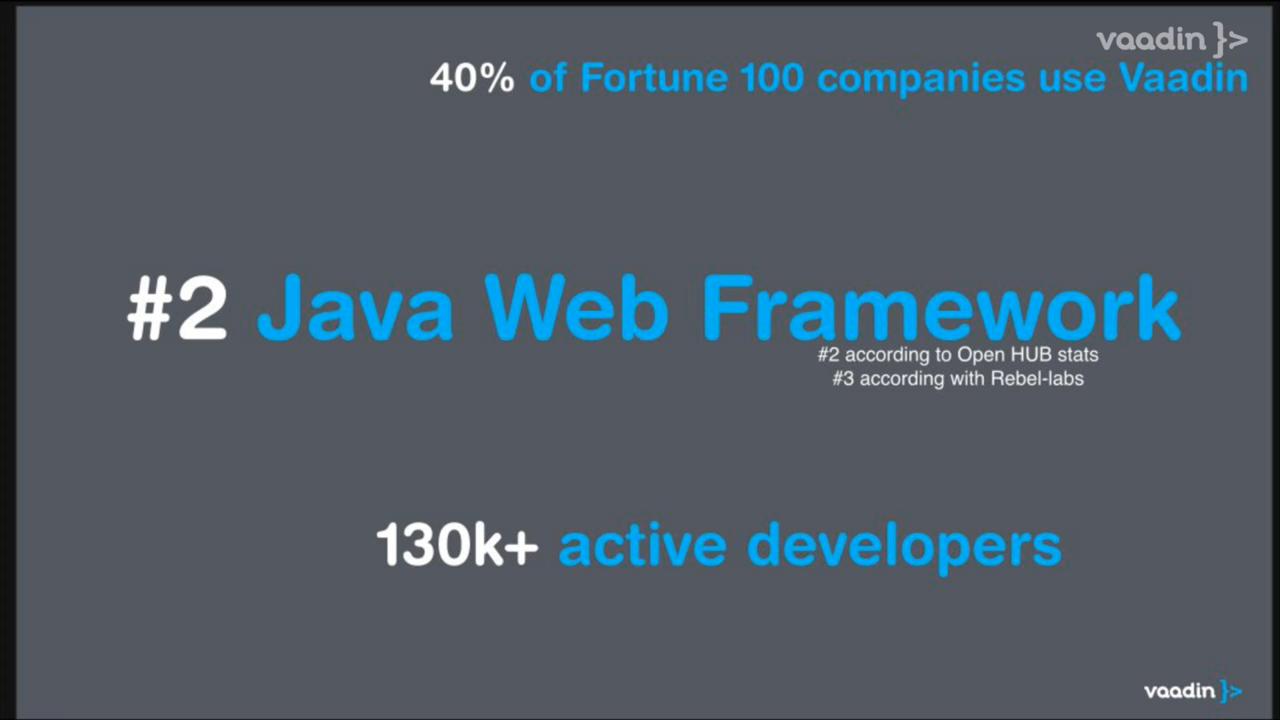 vaadin }>
40% of Fortune 100 companies use Vaadin
#2 Java Web Framework
#2 according to Open HUB stats
#3 according with Rebel-labs
130k+ active developers
vaadin }>